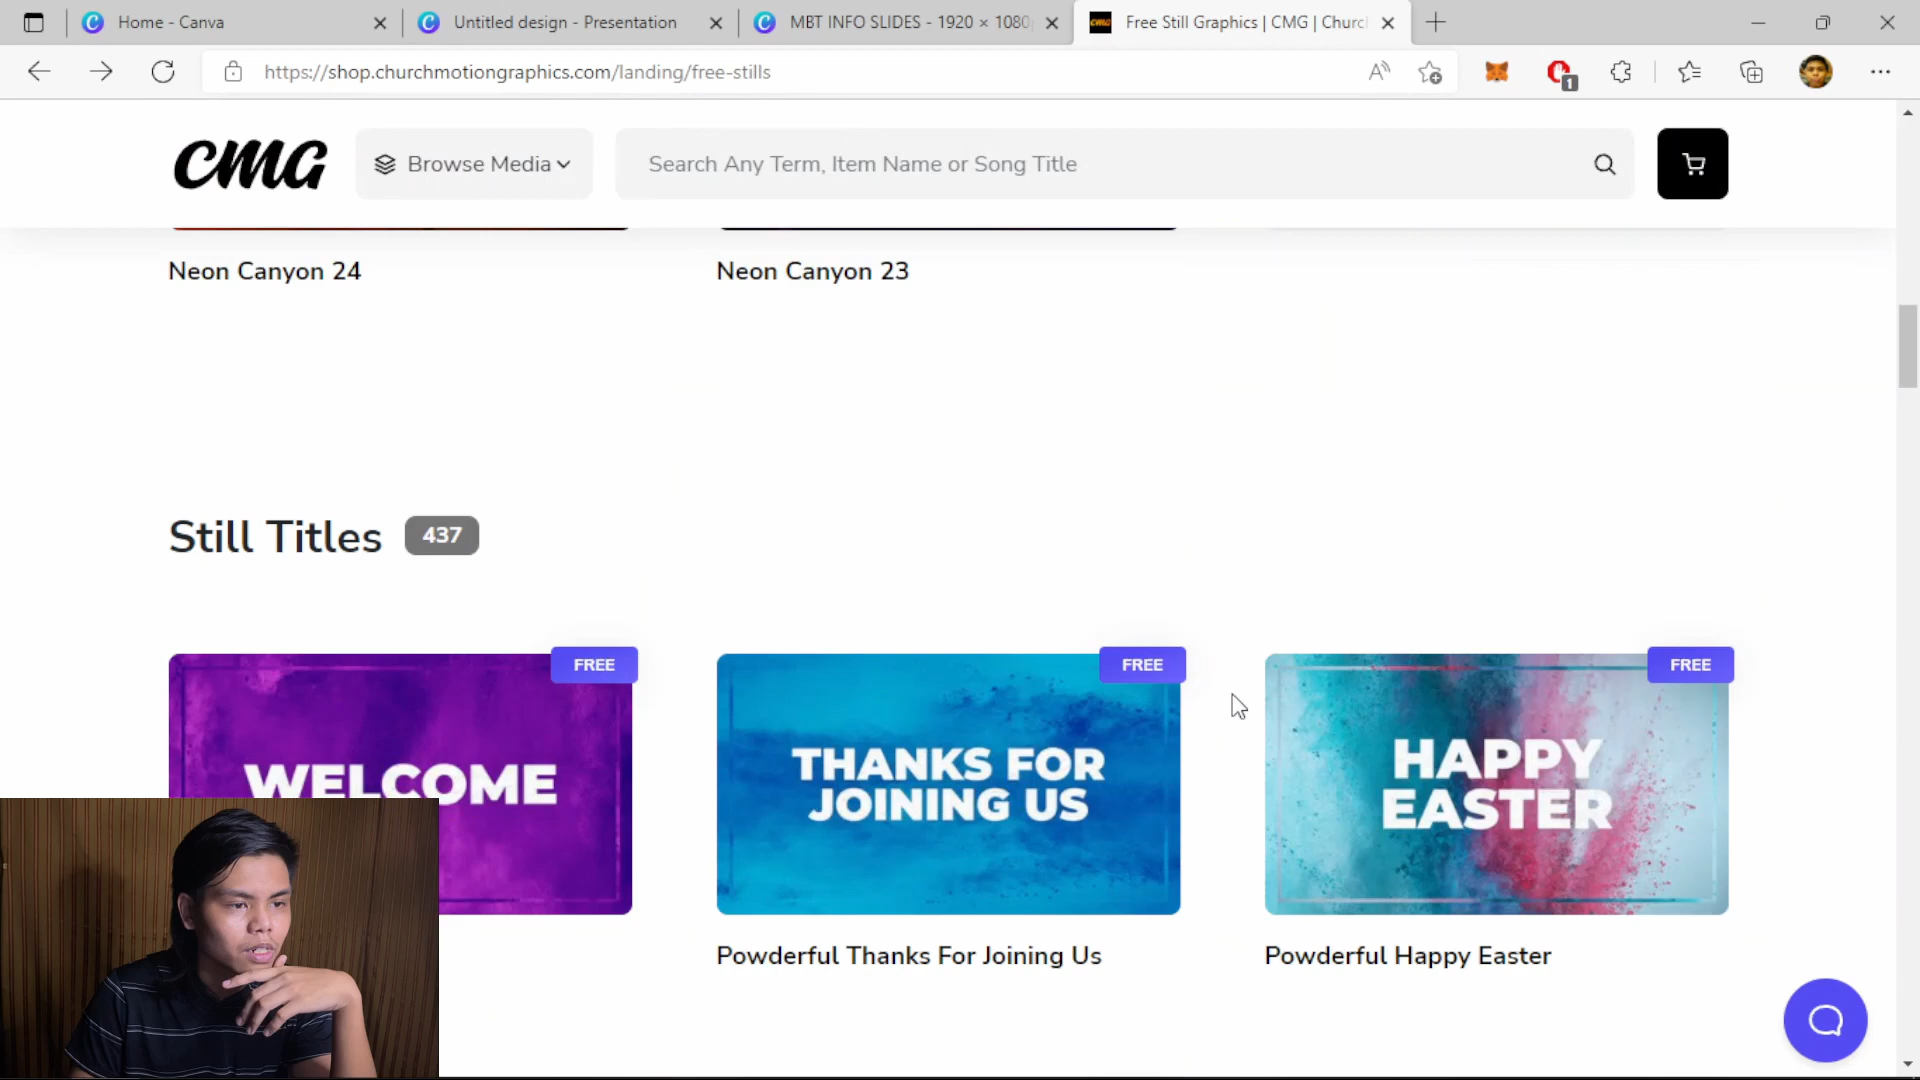 Home - Canva
Untitled design - Presentation
MBT INFO SLIDES - 1920 × 1080
Free Still Graphics | CMG | Churc
https://shop.churchmotiongraphics.com/landing/free-stills
1
CMG
Browse Media
Search Any Term, Item Name or Song Title
Neon Canyon 24
Neon Canyon 23
Still Titles 437
FREE
FREE
FREE
WELCOME
THANKS FOR
JOINING US
HAPPY
EASTER
Powderful Thanks For Joining Us
Powderful Happy Easter